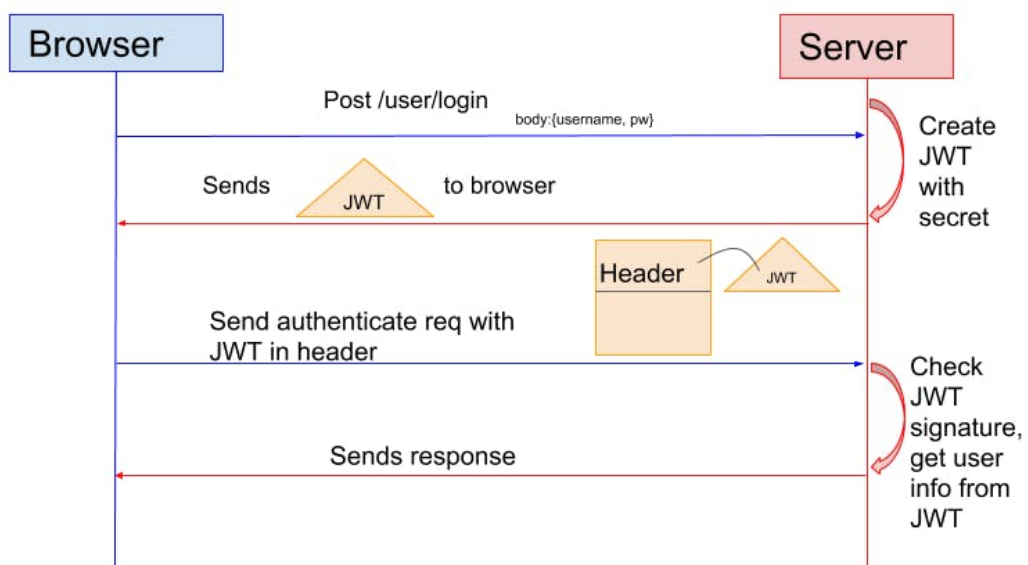 Browser
Server
Post /user/login
body:{username, pw}
Create
JWT
with
secret
Sends
JWT
to browser
Header
JWT
Send authenticate req with
JWT in header
Check
JWT
signature,
get user
info from
JWT
Sends response